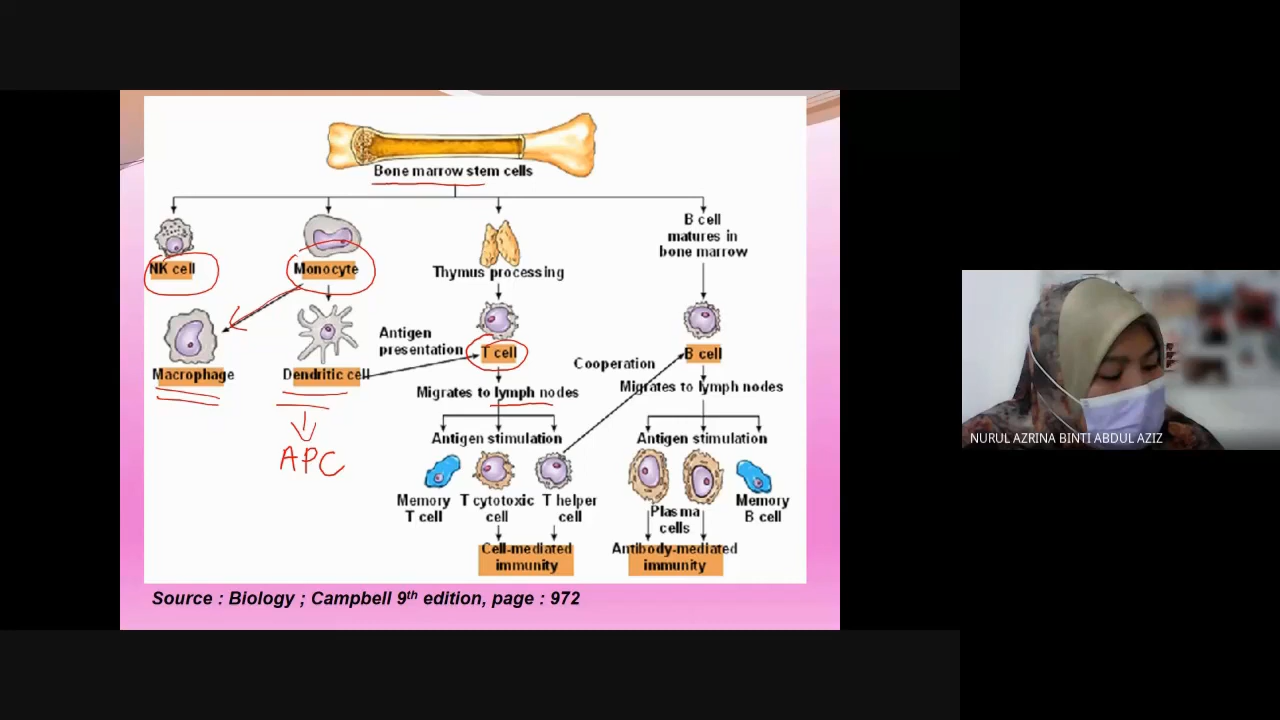 Bone marrow stem cells
NK cell
Monocyte
Thymus processing
B cell
matures in
bone marrow
Macrophage
Dendritic cell
Antigen
presentation
T cell
Cooperation
B cell
Migrates to lymph nodes
Migrates to lymph nodes
APC
Antigen stimulation
Antigen stimulation
Memory
T cell
T cytotoxic
cell
T helper
cell
Plasma
cells
Memory
B cell
Cell-mediated
immunity
Antibody-mediated
immunity
Source : Biology ; Campbell 9th edition, page : 972
NURUL AZRINA BINTI ABDUL AZIZ